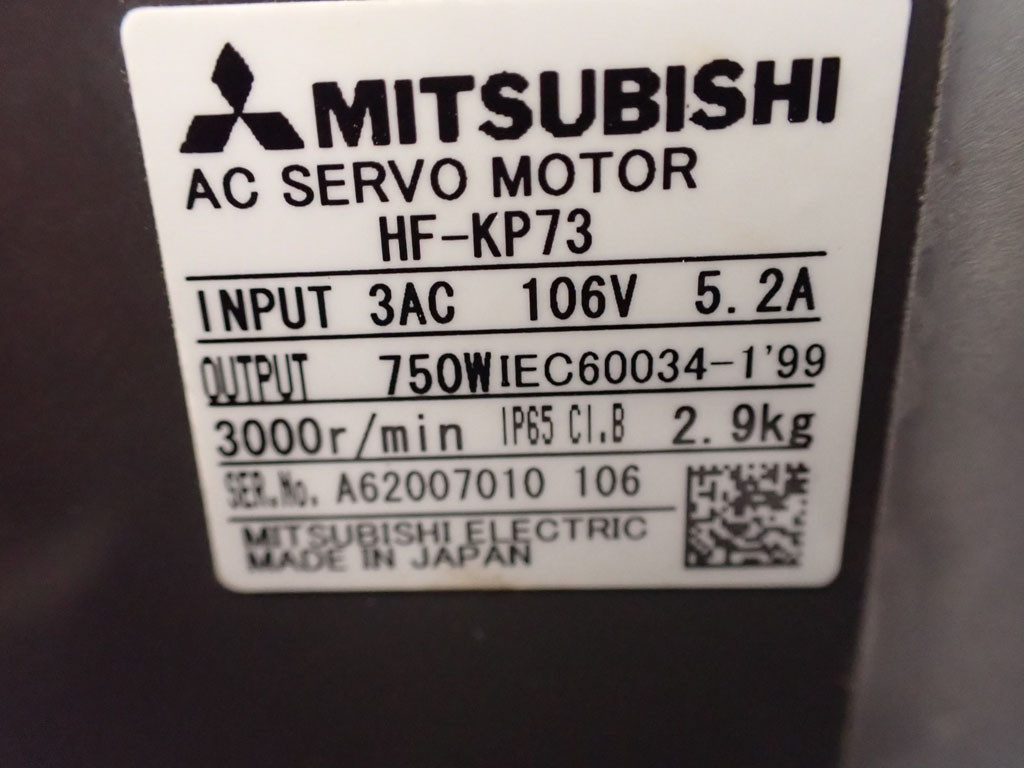 MITSUBISHI
AC SERVO MOTOR
HF-KP73
INPUT 3AC 106V 5.2A
OUTPUT 750W IEC60034-1'99
3000r/min IP65 Cl.B 2.9kg
SER.No. A62007010 106
MITSUBISHI ELECTRIC
MADE IN JAPAN